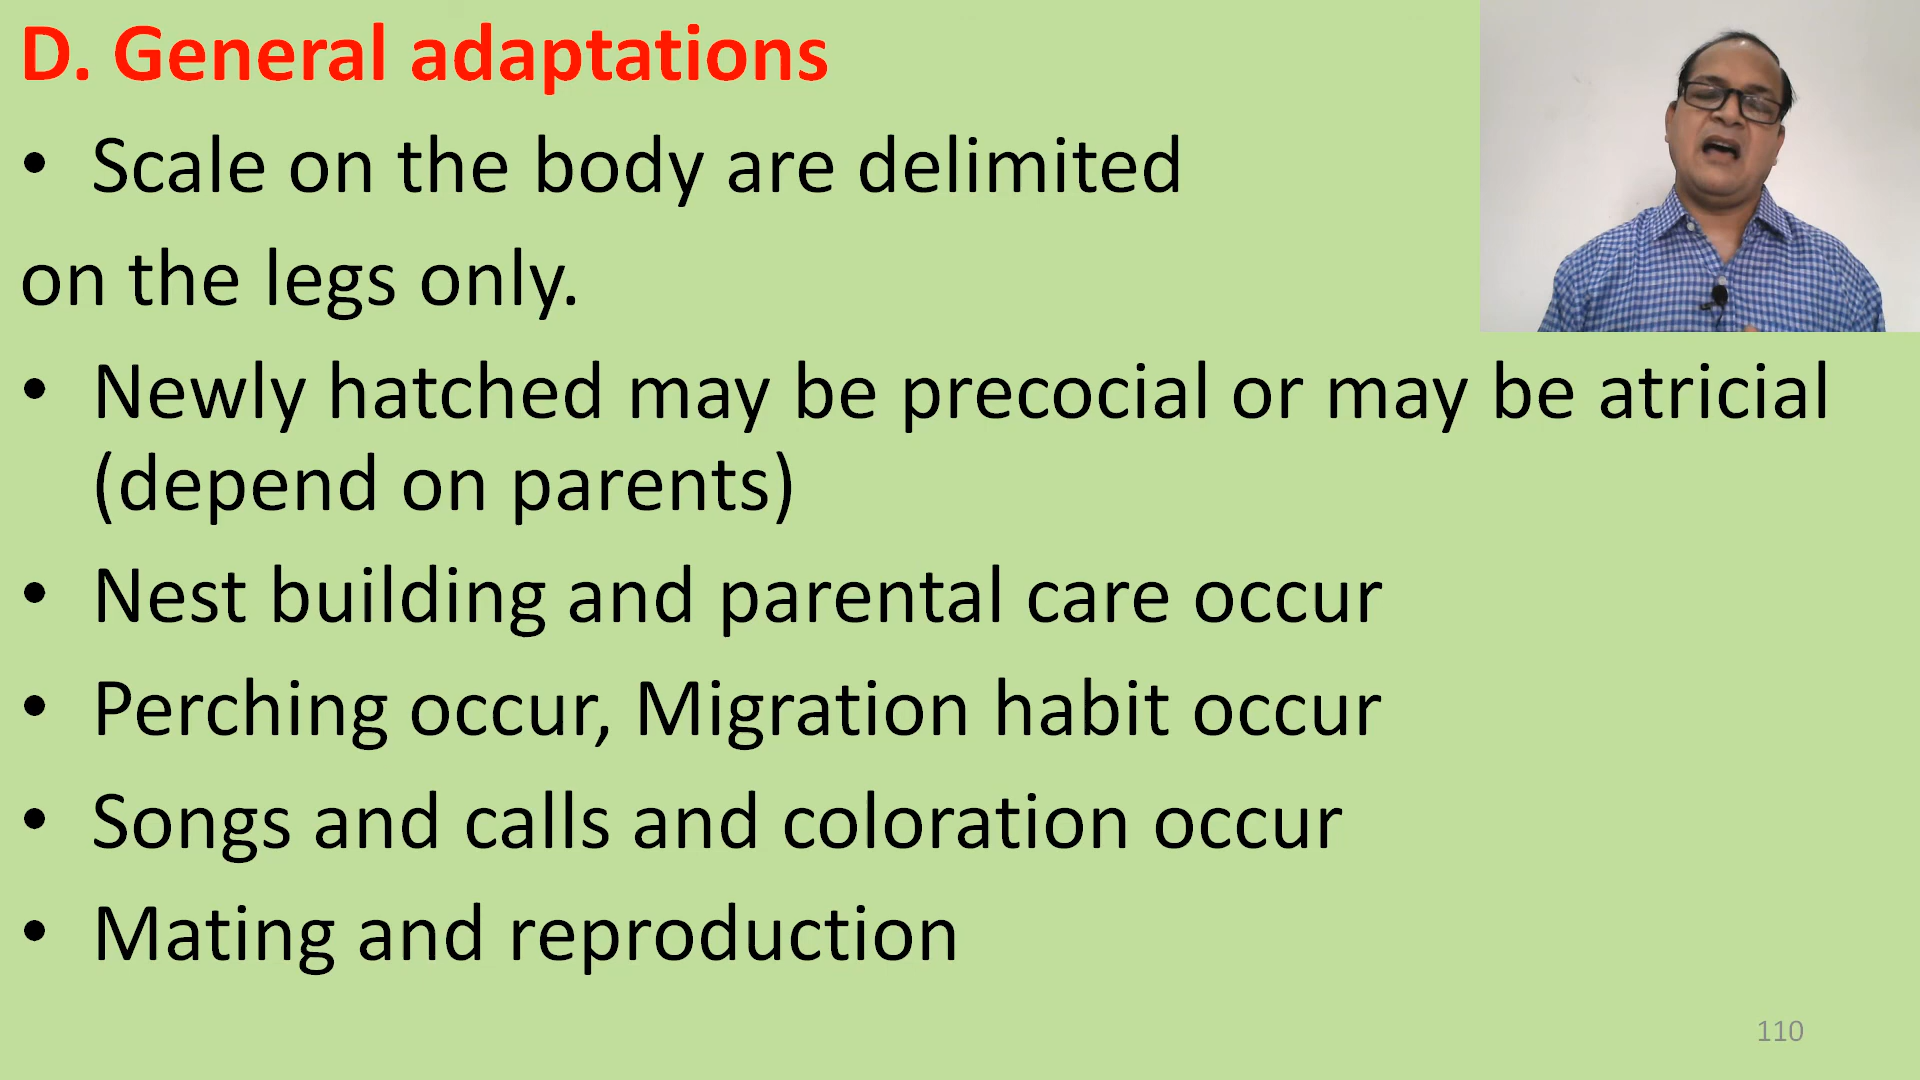 D. General adaptations
• Scale on the body are delimited
on the legs only.
• Newly hatched may be precocial or may be atricial
(depend on parents)
• Nest building and parental care occur
• Perching occur, Migration habit occur
• Songs and calls and coloration occur
• Mating and reproduction
110